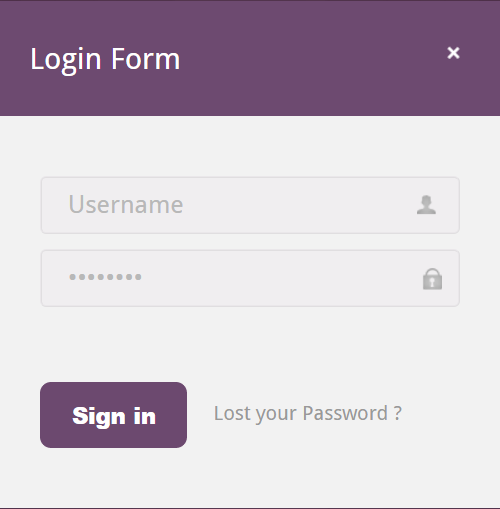 Login Form
×
Username
••••••••
Sign in
Lost your Password ?